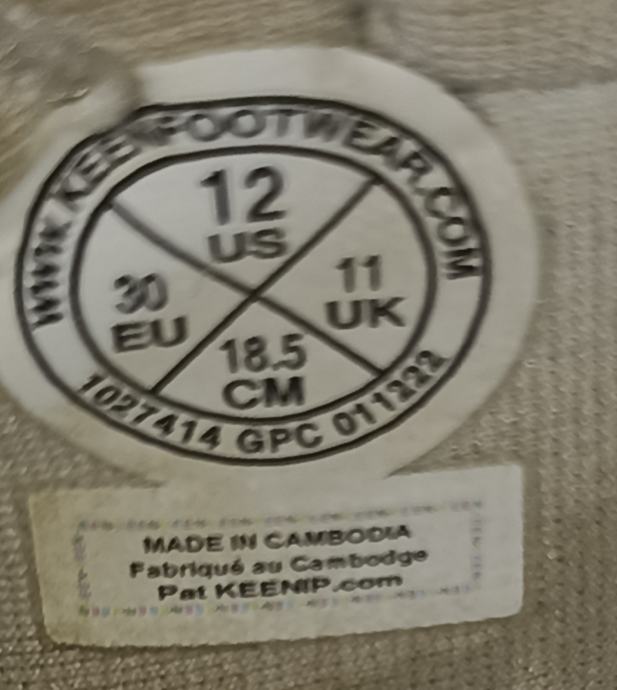 WWW.KEENFOOTWEAR.COM
12
US
30
EU
11
UK
18.5
CM
1027414 GPC 011222
MADE IN CAMBODIA
Fabriqué au Cambodge
Pat KEENIP.com